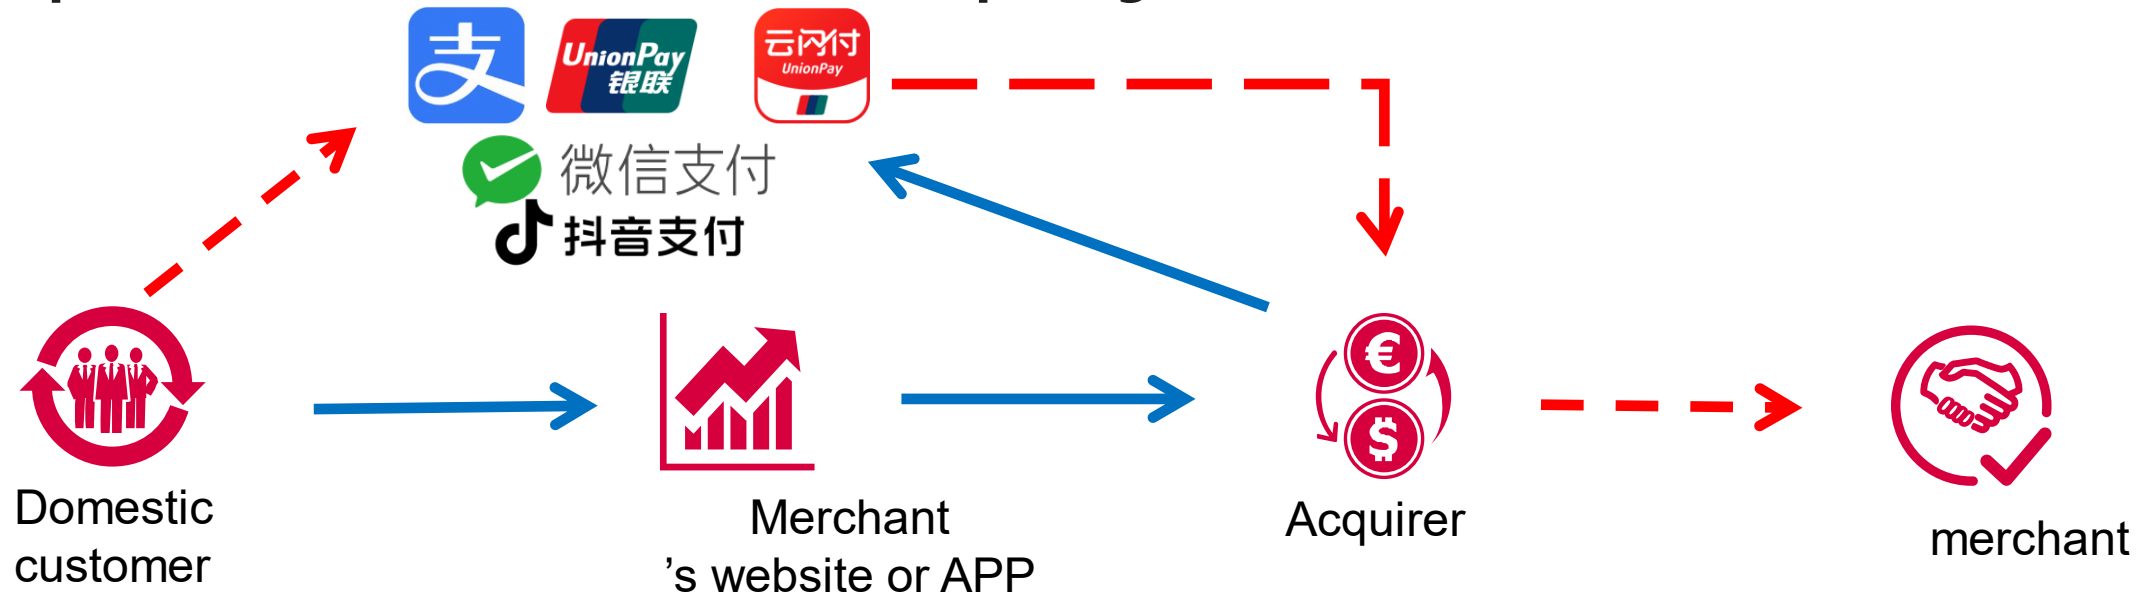 支
UnionPay
银联
云闪付
UnionPay
微信支付
抖音支付
€
$
Domestic
customer
Merchant
's website or APP
Acquirer
merchant